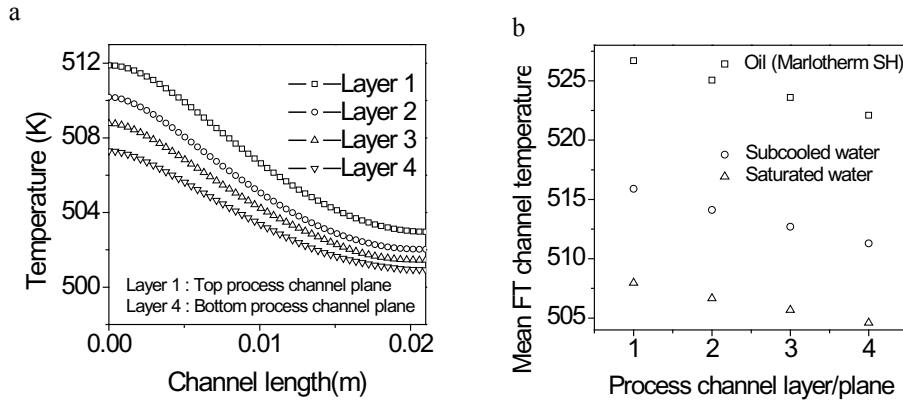 a
512
508
504
500
Temperature (K)
Layer 1
Layer 2
Layer 3
Layer 4
Layer 1 : Top process channel plane
Layer 4 : Bottom process channel plane
0.00 0.01 0.02
Channel length(m)
b
525
520
515
510
505
Mean FT channel temperature
Oil (Marlotherm SH)
Subcooled water
Saturated water
1 2 3 4
Process channel layer/plane